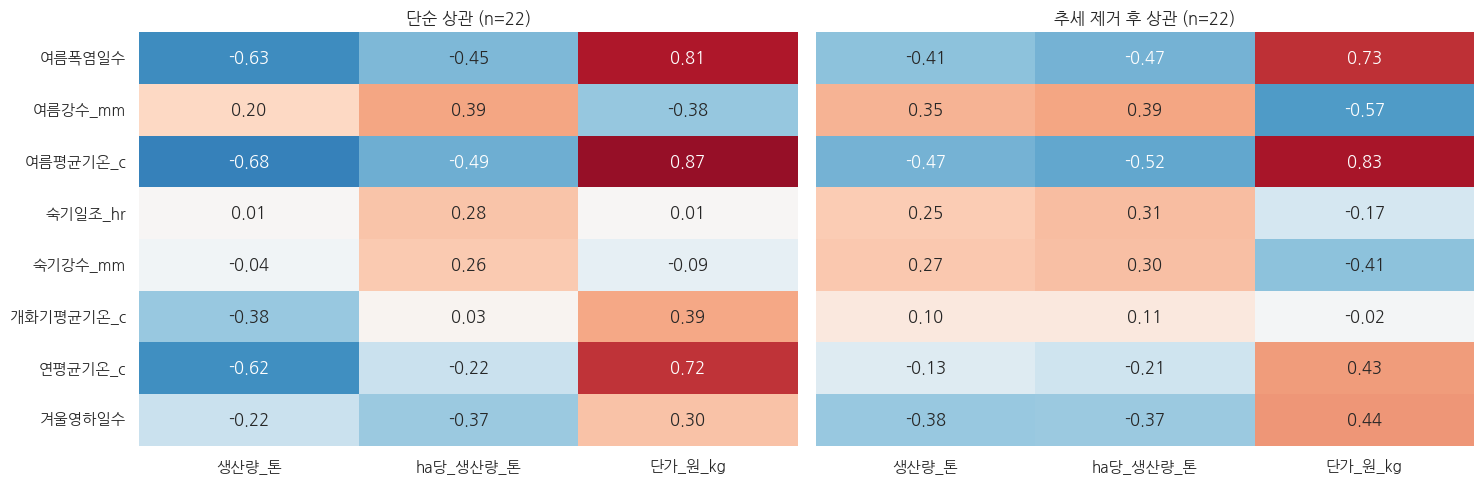 단순 상관 (n=22)
추세 제거 후 상관 (n=22)
여름폭염일수 -0.63 -0.45 0.81 -0.41 -0.47 0.73
여름강수_mm 0.20 0.39 -0.38 0.35 0.39 -0.57
여름평균기온_c -0.68 -0.49 0.87 -0.47 -0.52 0.83
숙기일조_hr 0.01 0.28 0.01 0.25 0.31 -0.17
숙기강수_mm -0.04 0.26 -0.09 0.27 0.30 -0.41
개화기평균기온_c -0.38 0.03 0.39 0.10 0.11 -0.02
연평균기온_c -0.62 -0.22 0.72 -0.13 -0.21 0.43
겨울영하일수 -0.22 -0.37 0.30 -0.38 -0.37 0.44
생산량_톤 ha당_생산량_톤 단가_원_kg 생산량_톤 ha당_생산량_톤 단가_원_kg